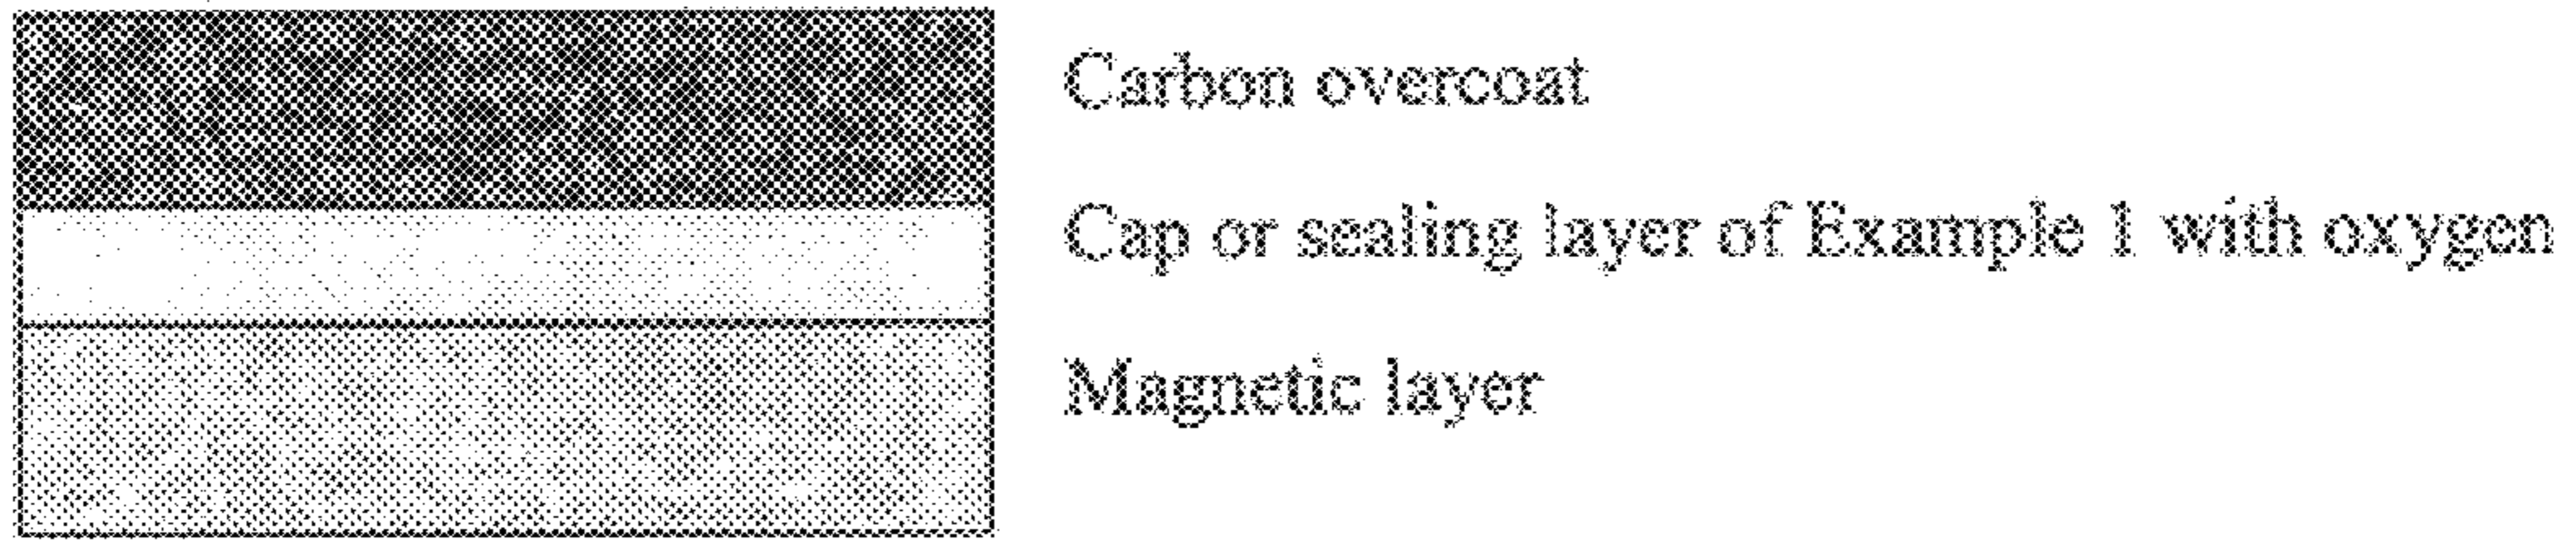 Carbon overcoat
Cap or sealing layer of Example 1 with oxygen
Magnetic layer